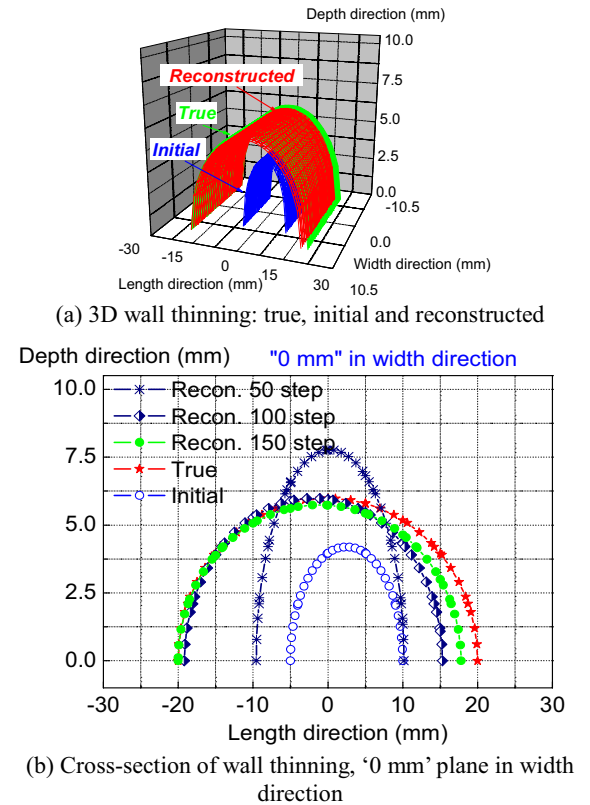 Depth direction (mm)
10.0
7.5
5.0
2.5
0.0
Reconstructed
True
Initial
-10.5
0.0
10.5
Width direction (mm)
-30
-15
0
15
30
Length direction (mm)
(a) 3D wall thinning: true, initial and reconstructed
Depth direction (mm)
"0 mm" in width direction
10.0
7.5
5.0
2.5
0.0
Recon. 50 step
Recon. 100 step
Recon. 150 step
True
Initial
-30 -20 -10 0 10 20 30
Length direction (mm)
(b) Cross-section of wall thinning, ‘0 mm’ plane in width
direction